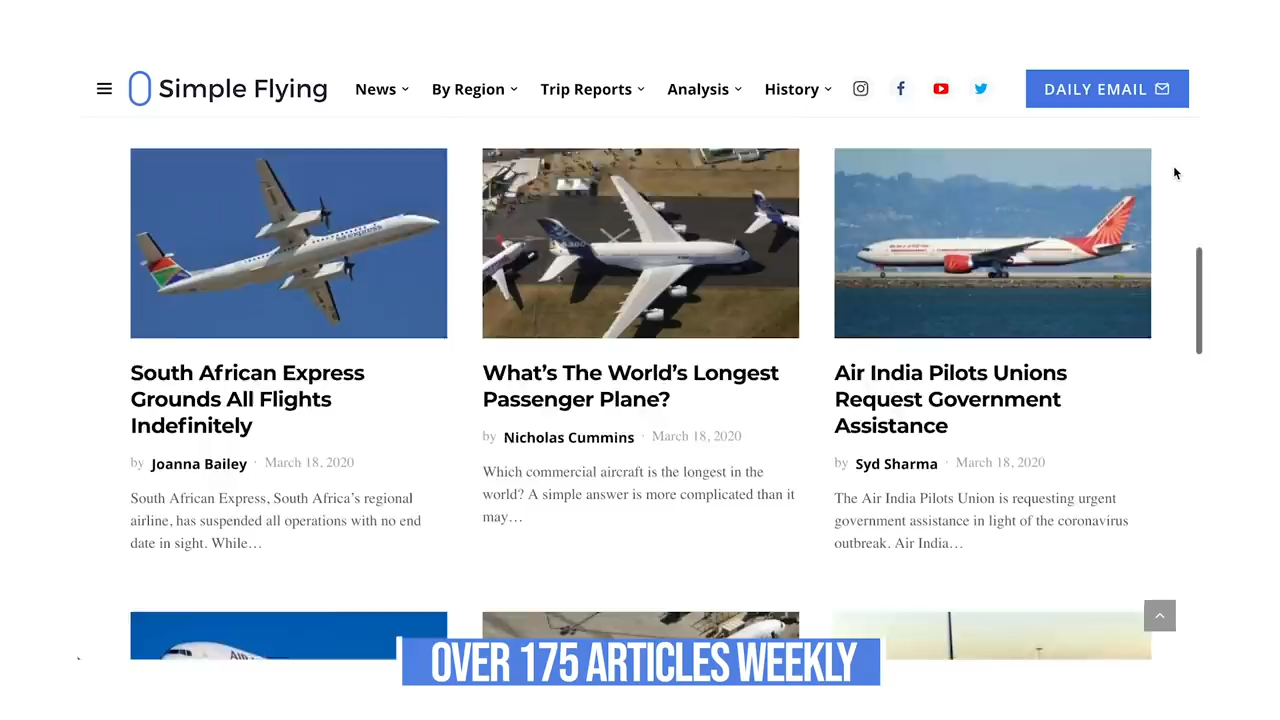 Simple Flying
News
By Region
Trip Reports
Analysis
History
DAILY EMAIL
South African Express
Grounds All Flights
Indefinitely
by Joanna Bailey · March 18, 2020
South African Express, South Africa's regional
airline, has suspended all operations with no end
date in sight. While…
What's The World's Longest
Passenger Plane?
by Nicholas Cummins · March 18, 2020
Which commercial aircraft is the longest in the
world? A simple answer is more complicated than it
may…
Air India Pilots Unions
Request Government
Assistance
by Syd Sharma · March 18, 2020
The Air India Pilots Union is requesting urgent
government assistance in light of the coronavirus
outbreak. Air India…
OVER 175 ARTICLES WEEKLY